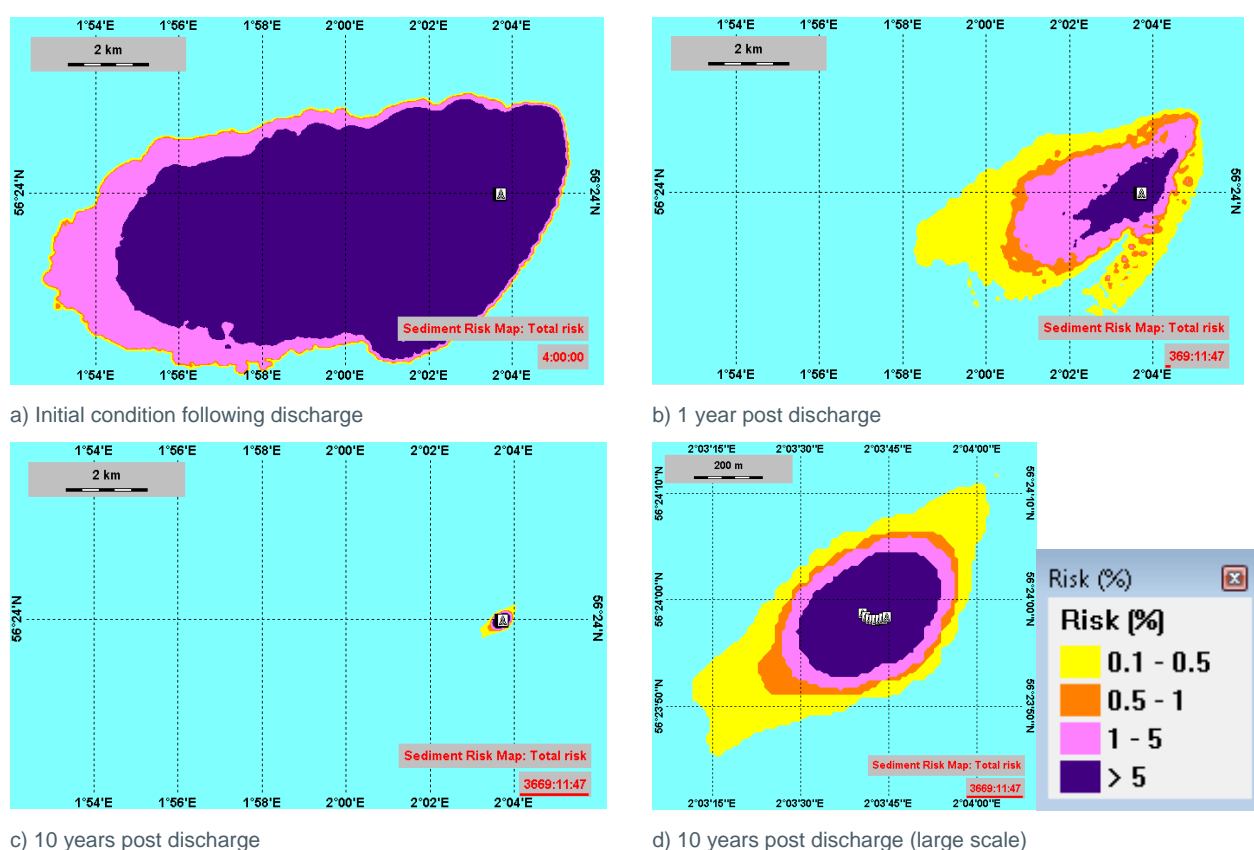 1°54'E 1°56'E 1°58'E 2°00'E 2°02'E 2°04'E
2 km
56°24'N
56°24'N
Sediment Risk Map: Total risk
4:00:00
1°54'E 1°56'E 1°58'E 2°00'E 2°02'E 2°04'E
a) Initial condition following discharge
1°54'E 1°56'E 1°58'E 2°00'E 2°02'E 2°04'E
2 km
56°24'N
56°24'N
Sediment Risk Map: Total risk
369:11:47
1°54'E 1°56'E 1°58'E 2°00'E 2°02'E 2°04'E
b) 1 year post discharge
1°54'E 1°56'E 1°58'E 2°00'E 2°02'E 2°04'E
2 km
56°24'N
56°24'N
Sediment Risk Map: Total risk
3669:11:47
1°54'E 1°56'E 1°58'E 2°00'E 2°02'E 2°04'E
c) 10 years post discharge
2°03'15"E 2°03'30"E 2°03'45"E 2°04'00"E
200 m
56°24'10"N
56°24'10"N
56°24'00"N
56°24'00"N
56°23'50"N
56°23'50"N
Sediment Risk Map: Total risk
3669:11:47
2°03'15"E 2°03'30"E 2°03'45"E 2°04'00"E
d) 10 years post discharge (large scale)
Risk (%)
Risk (%)
0.1 - 0.5
0.5 - 1
1 - 5
> 5